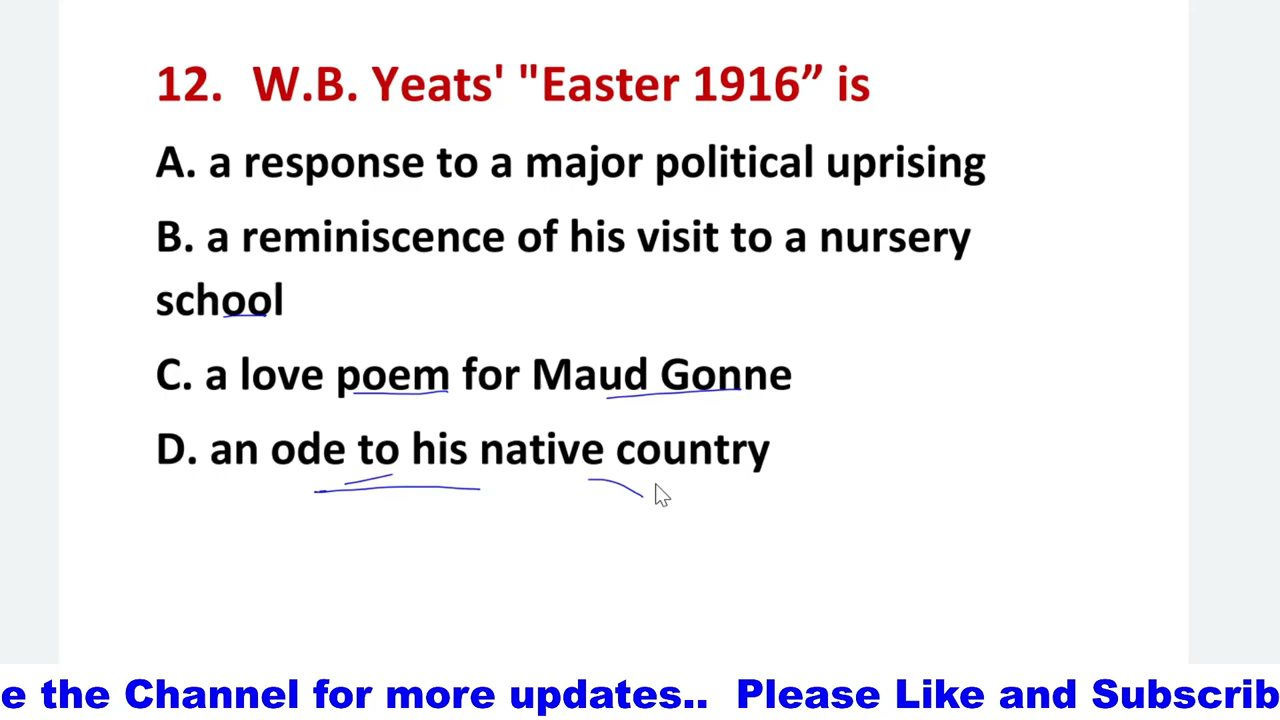 12. W.B. Yeats' "Easter 1916” is
A. a response to a major political uprising
B. a reminiscence of his visit to a nursery
school
C. a love poem for Maud Gonne
D. an ode to his native country
e the Channel for more updates.. Please Like and Subscrib